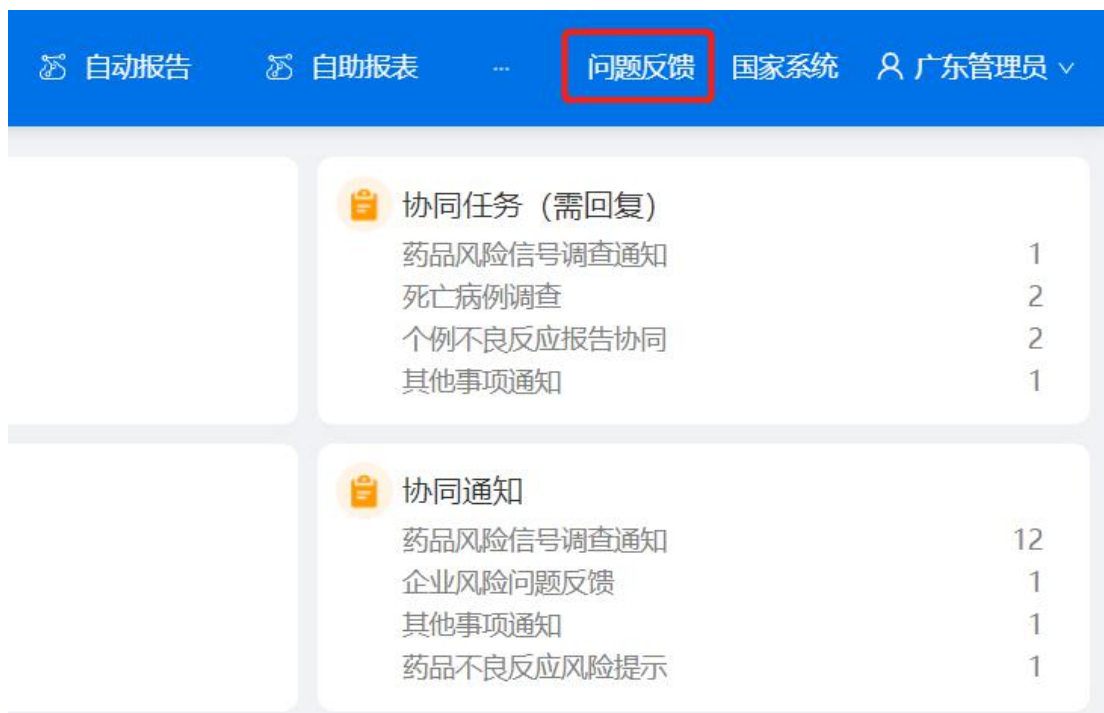 自动报告 自助报表 ... 问题反馈 国家系统 广东管理员
协同任务（需回复）
药品风险信号调查通知 1
死亡病例调查 2
个例不良反应报告协同 2
其他事项通知 1
协同通知
药品风险信号调查通知 12
企业风险问题反馈 1
其他事项通知 1
药品不良反应风险提示 1